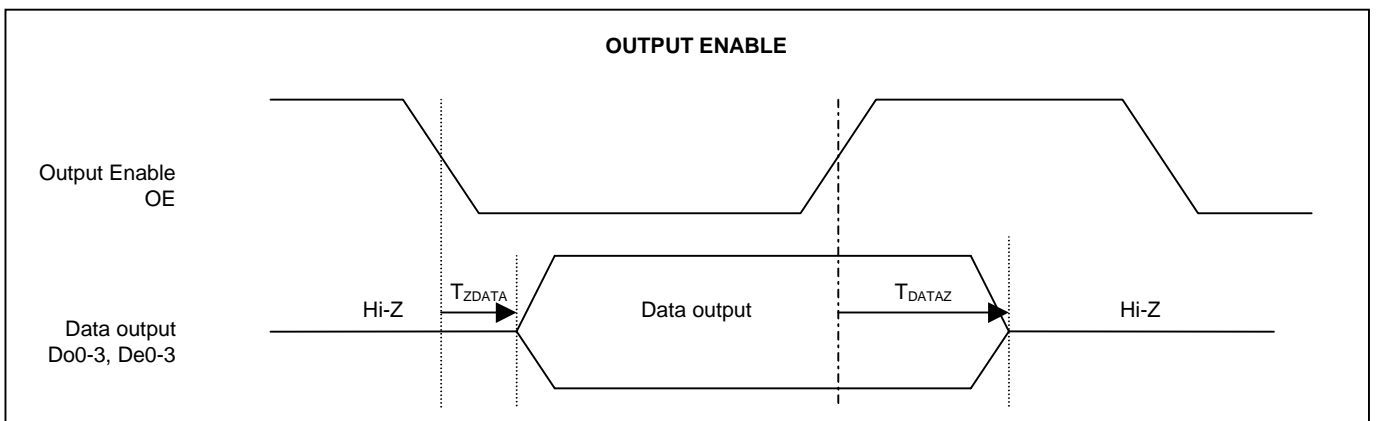 OUTPUT ENABLE
Output Enable
OE
Hi-Z
TZDATA
Data output
TDATAZ
Hi-Z
Data output
Do0-3, De0-3